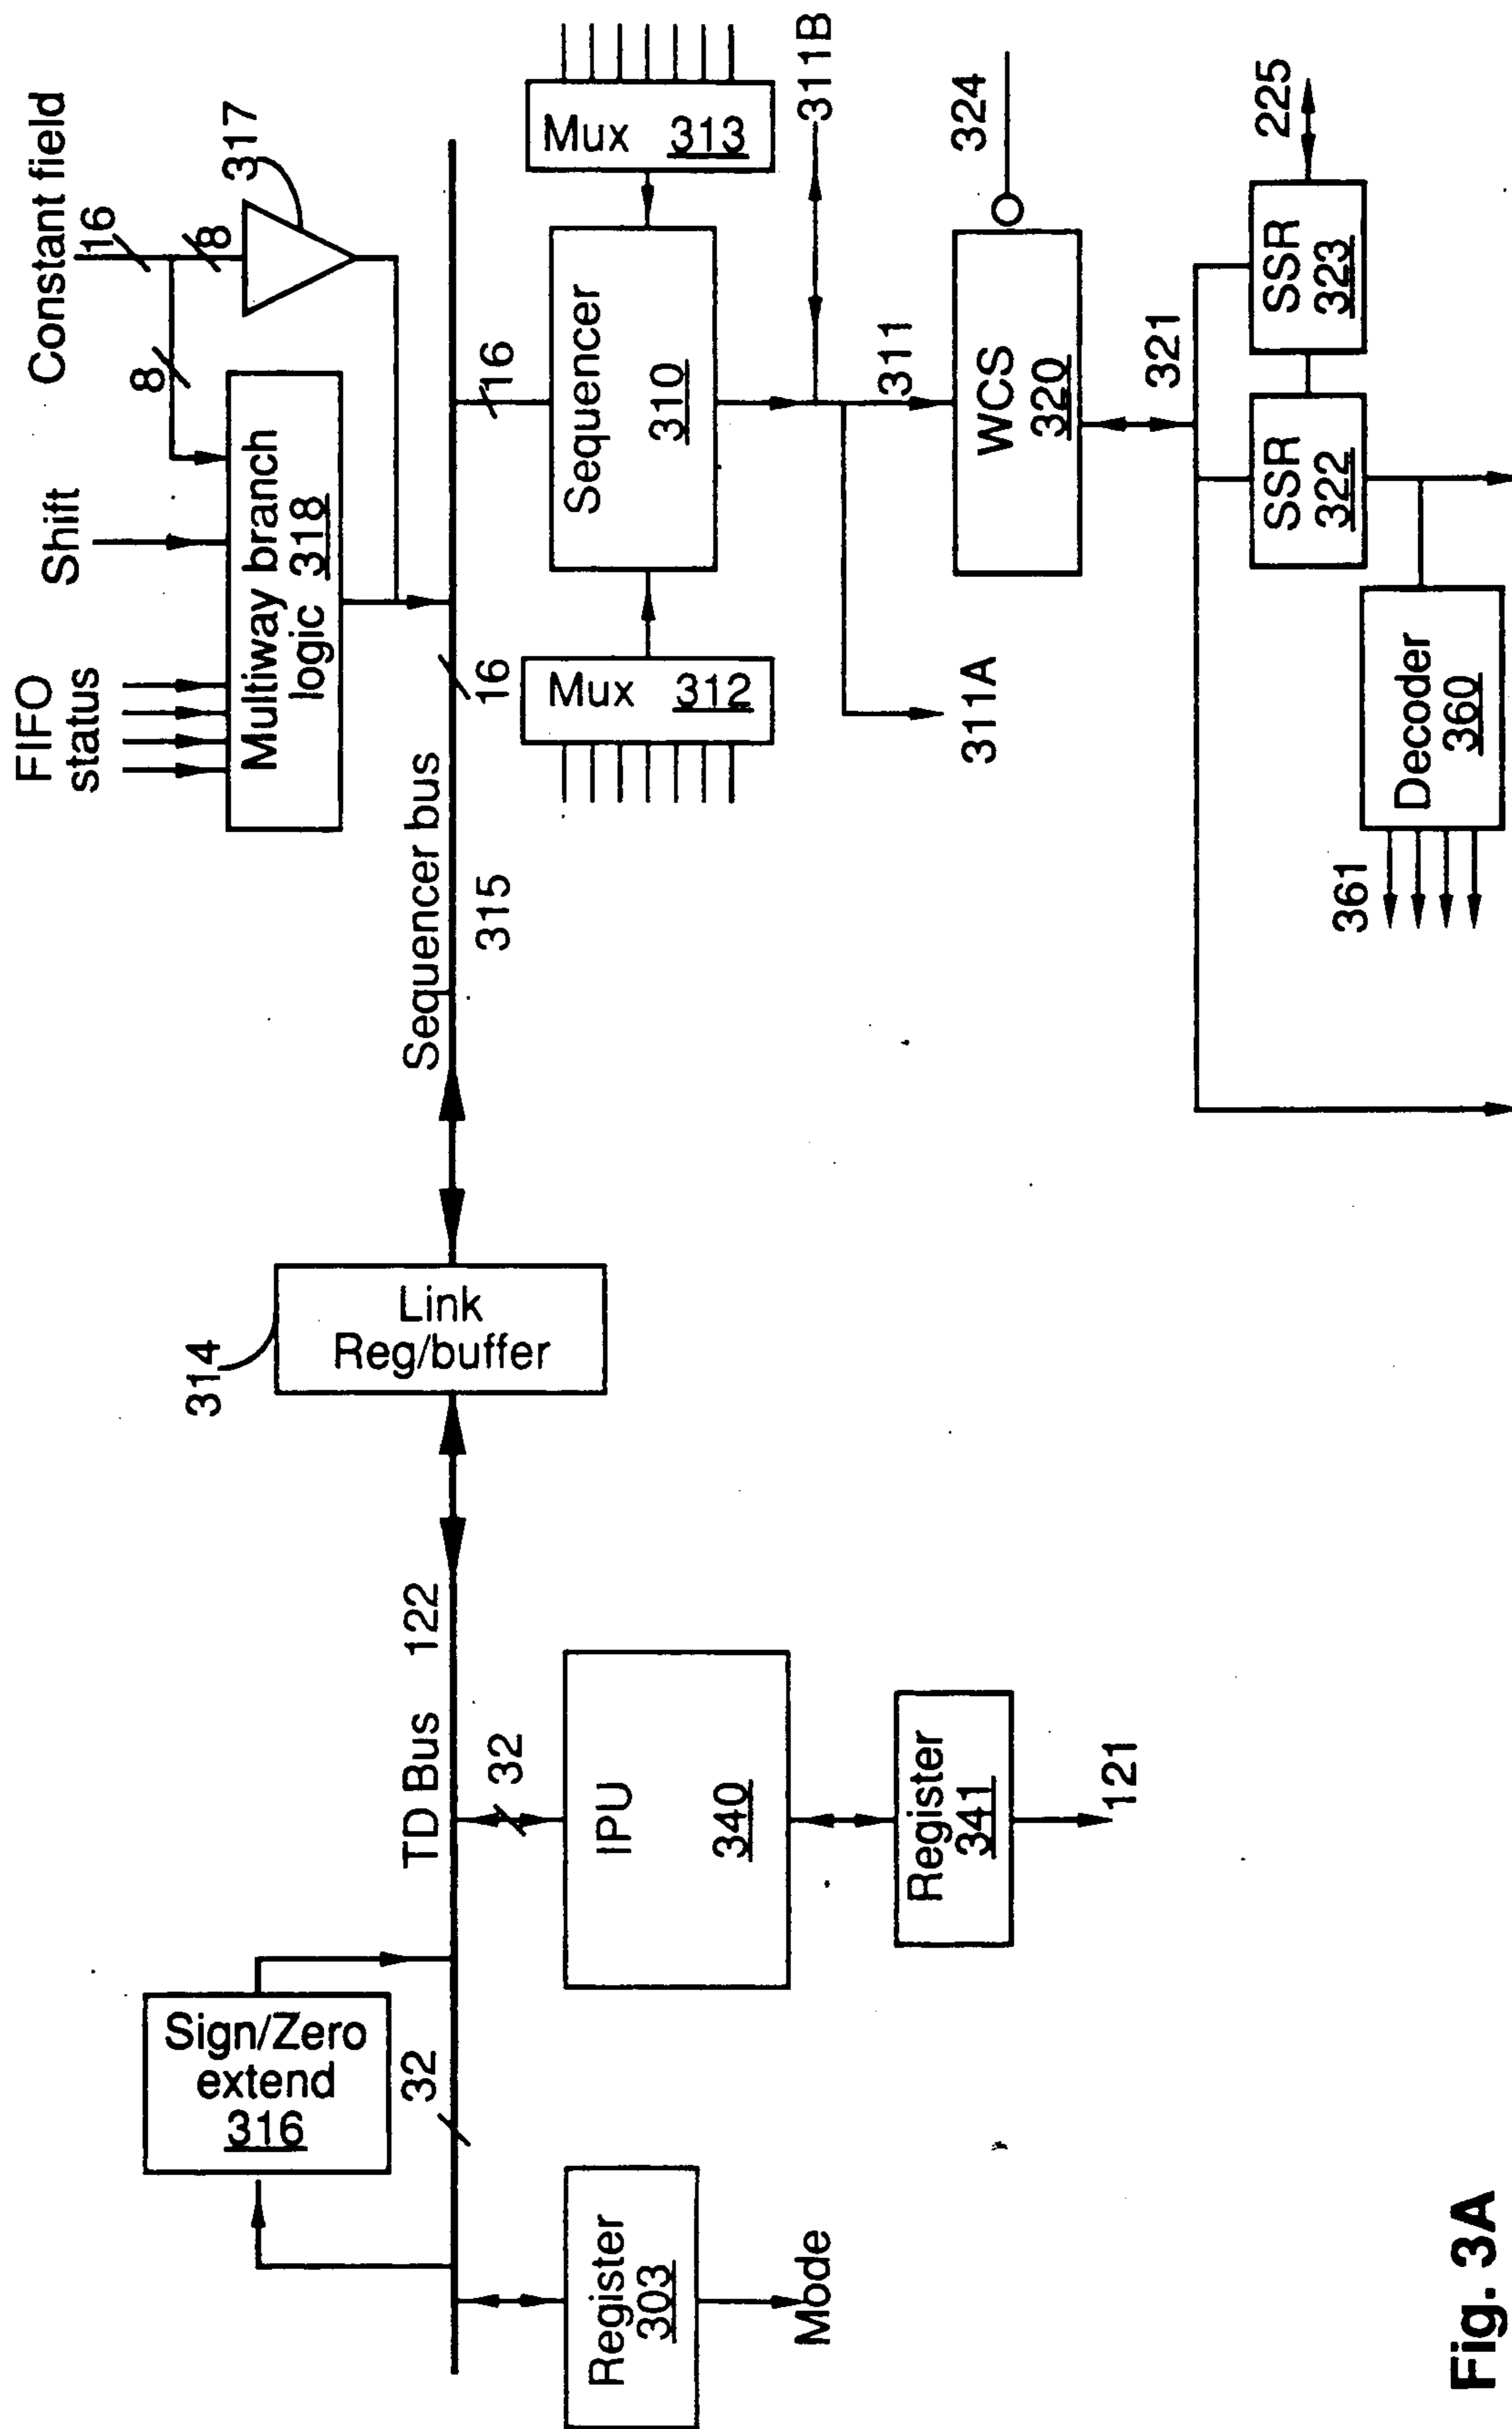 FIFO
status
Shift
Constant field
16
8
8
317
Multiway branch
logic 318
Sequencer bus
315
16
16
Mux 312
Sequencer
310
Mux 313
311A
311
311B
WCS
320
324
321
SSR
322
SSR
323
225
Decoder
360
361
314
Link
Reg/buffer
TD Bus 122
32
32
Sign/Zero
extend
316
IPU
340
Register
341
121
Register
303
Mode
Fig. 3A